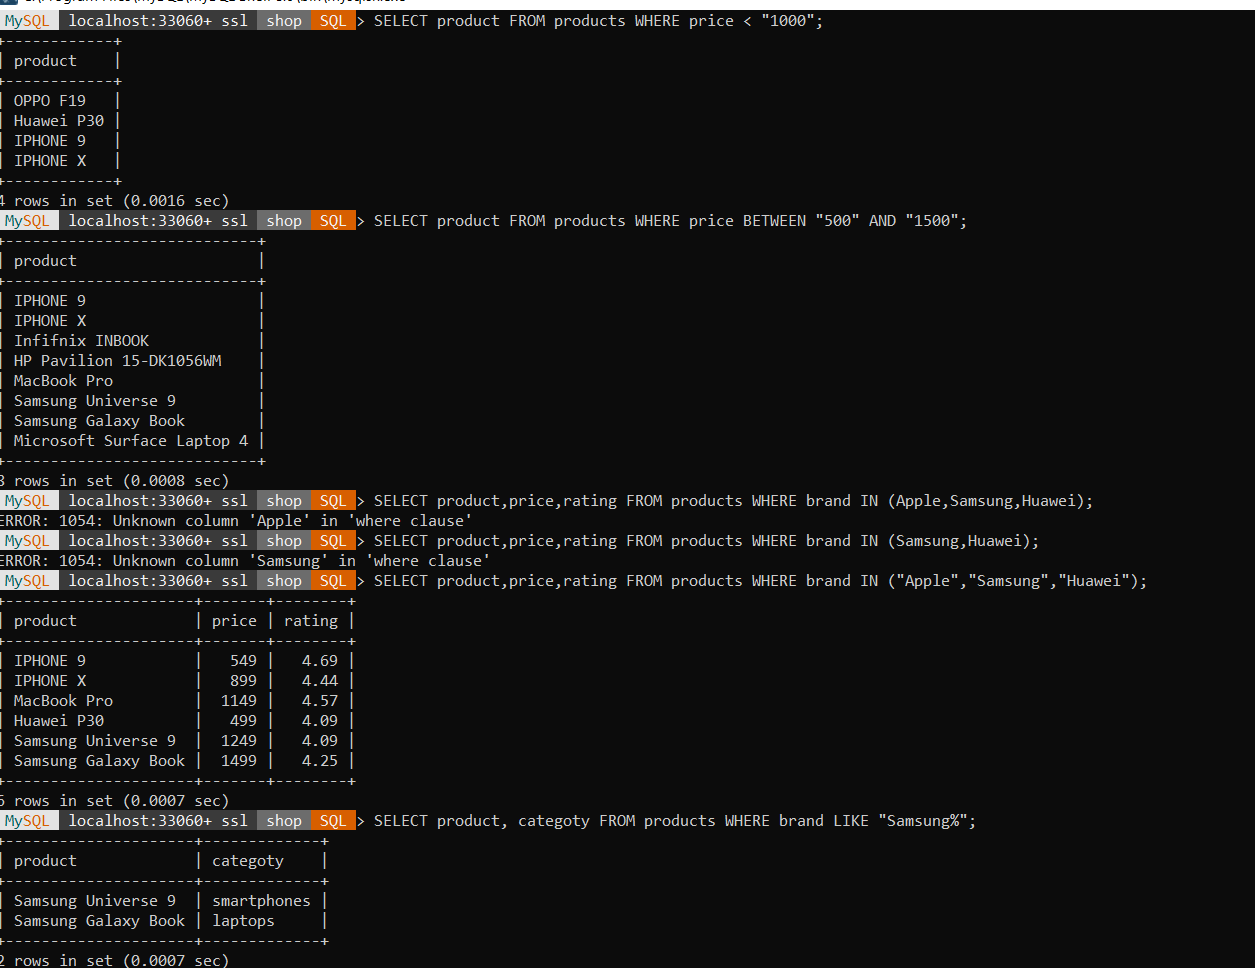 MySQL localhost:33060+ ssl shop SQL > SELECT product FROM products WHERE price < "1000";
+------------+
| product    |
+------------+
| OPPO F19   |
| Huawei P30 |
| IPHONE 9   |
| IPHONE X   |
+------------+
4 rows in set (0.0016 sec)
MySQL localhost:33060+ ssl shop SQL > SELECT product FROM products WHERE price BETWEEN "500" AND "1500";
+----------------------------+
| product                    |
+----------------------------+
| IPHONE 9                   |
| IPHONE X                   |
| Infifnix INBOOK            |
| HP Pavilion 15-DK1056WM    |
| MacBook Pro                |
| Samsung Universe 9         |
| Samsung Galaxy Book        |
| Microsoft Surface Laptop 4 |
+----------------------------+
8 rows in set (0.0008 sec)
MySQL localhost:33060+ ssl shop SQL > SELECT product,price,rating FROM products WHERE brand IN (Apple,Samsung,Huawei);
ERROR: 1054: Unknown column 'Apple' in 'where clause'
MySQL localhost:33060+ ssl shop SQL > SELECT product,price,rating FROM products WHERE brand IN (Samsung,Huawei);
ERROR: 1054: Unknown column 'Samsung' in 'where clause'
MySQL localhost:33060+ ssl shop SQL > SELECT product,price,rating FROM products WHERE brand IN ("Apple","Samsung","Huawei");
+---------------------+-------+--------+
| product             | price | rating |
+---------------------+-------+--------+
| IPHONE 9            |   549 |   4.69 |
| IPHONE X            |   899 |   4.44 |
| MacBook Pro         |  1149 |   4.57 |
| Huawei P30          |   499 |   4.09 |
| Samsung Universe 9  |  1249 |   4.09 |
| Samsung Galaxy Book |  1499 |   4.25 |
+---------------------+-------+--------+
6 rows in set (0.0007 sec)
MySQL localhost:33060+ ssl shop SQL > SELECT product, categoty FROM products WHERE brand LIKE "Samsung%";
+---------------------+-------------+
| product             | categoty    |
+---------------------+-------------+
| Samsung Universe 9  | smartphones |
| Samsung Galaxy Book | laptops     |
+---------------------+-------------+
2 rows in set (0.0007 sec)